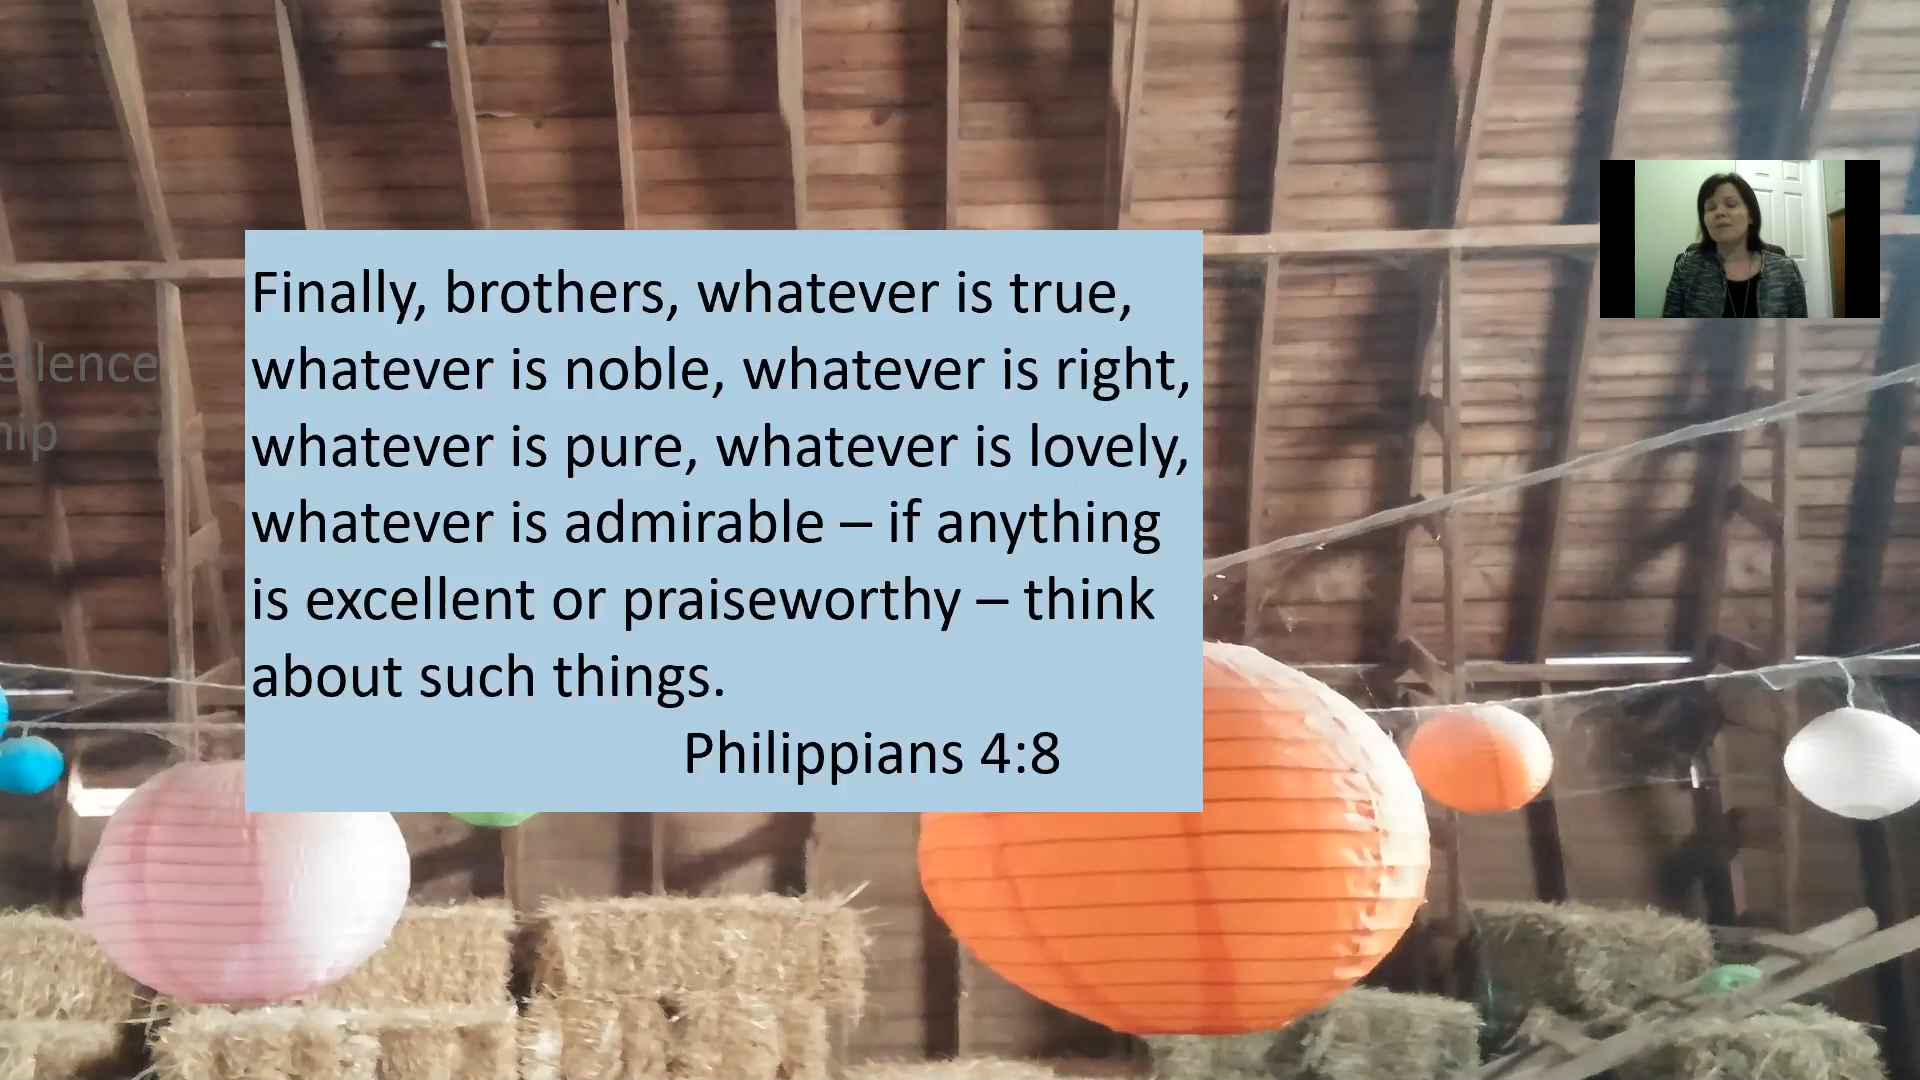 Finally, brothers, whatever is true,
whatever is noble, whatever is right,
whatever is pure, whatever is lovely,
whatever is admirable – if anything
is excellent or praiseworthy – think
about such things.
Philippians 4:8